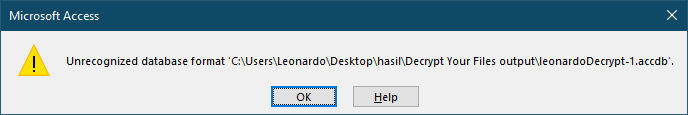 Microsoft Access
Unrecognized database format 'C:\Users\Leonardo\Desktop\hasil\Decrypt Your Files output\leonardoDecrypt-1.accdb'.
OK Help